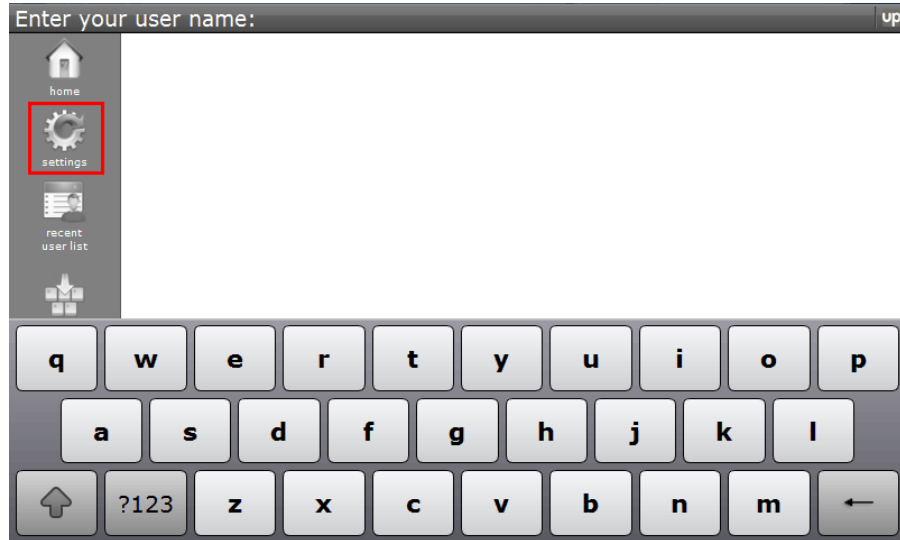 Enter your user name:
up
home
settings
recent
user list
q w e r t y u i o p
a s d f g h j k l
?123 z x c v b n m